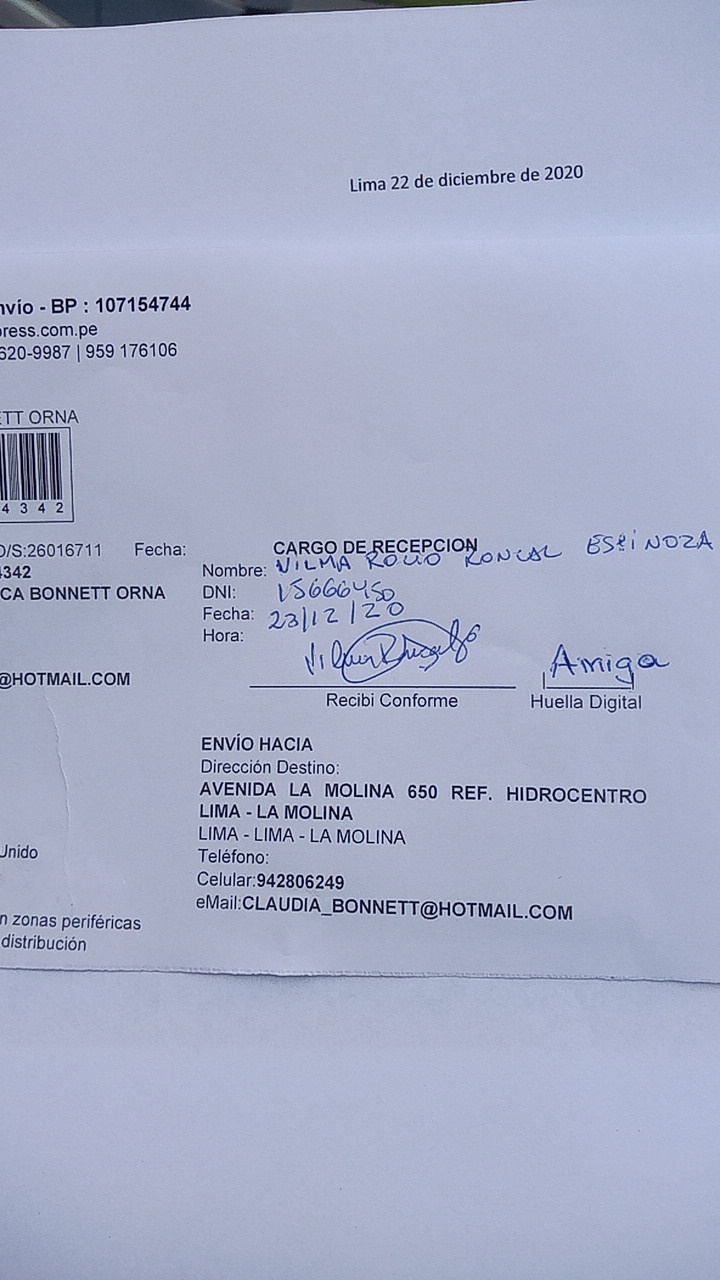 Lima 22 de diciembre de 2020
nvío - BP : 107154744
press.com.pe
620-9987 | 959 176106
ETT ORNA
4 3 4 2
O/S:26016711 Fecha:
4342
CA BONNETT ORNA
@HOTMAIL.COM
Unido
n zonas periféricas
distribución
CARGO DE RECEPCION
Nombre: VILMA ROCIO RONCAL ESPINOZA
DNI: 15666450
Fecha: 23/12/20
Hora:
Amiga
Recibi Conforme Huella Digital
ENVÍO HACIA
Dirección Destino:
AVENIDA LA MOLINA 650 REF. HIDROCENTRO
LIMA - LA MOLINA
LIMA - LIMA - LA MOLINA
Teléfono:
Celular:942806249
eMail:CLAUDIA_BONNETT@HOTMAIL.COM